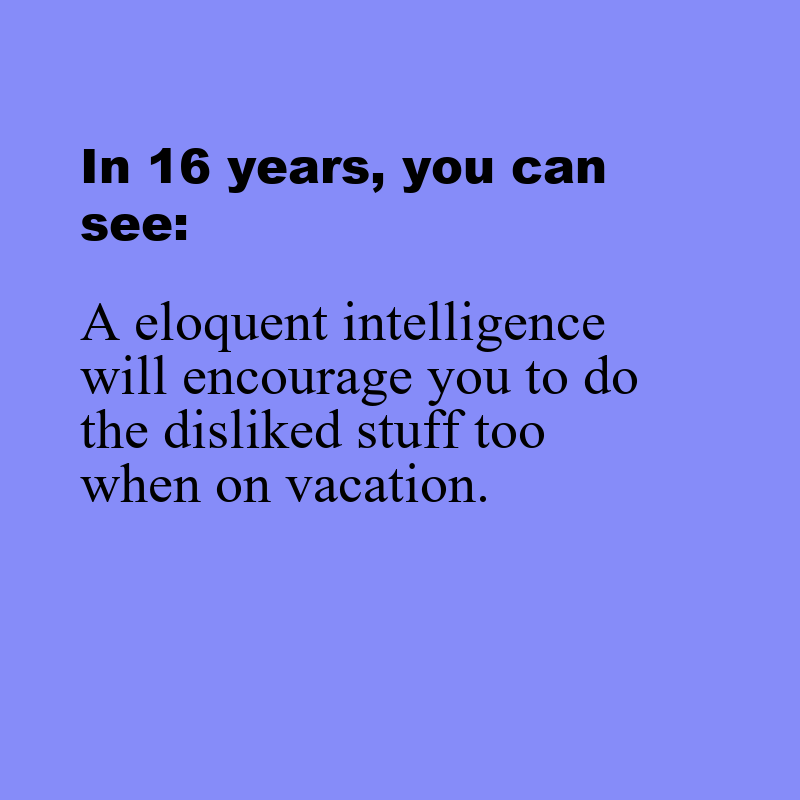 In 16 years, you can
see:
A eloquent intelligence
will encourage you to do
the disliked stuff too
when on vacation.